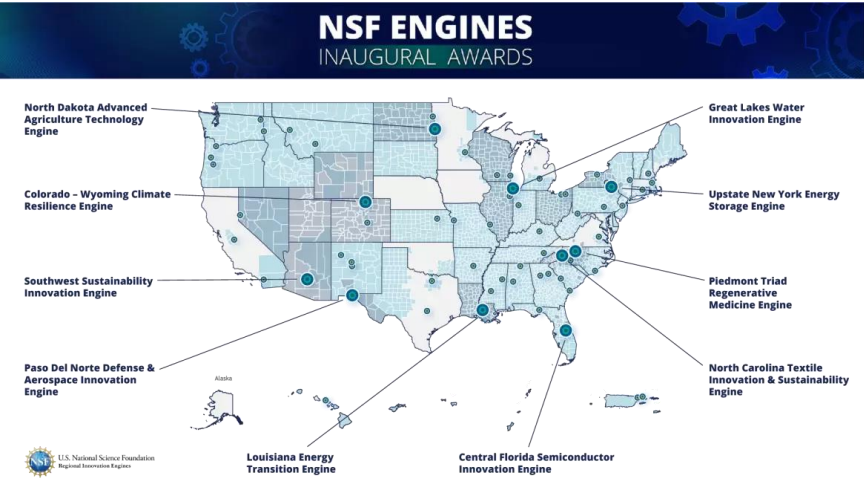 NSF ENGINES
INAUGURAL AWARDS
North Dakota Advanced
Agriculture Technology
Engine
Great Lakes Water
Innovation Engine
Colorado – Wyoming Climate
Resilience Engine
Upstate New York Energy
Storage Engine
Southwest Sustainability
Innovation Engine
Piedmont Triad
Regenerative
Medicine Engine
Paso Del Norte Defense &
Aerospace Innovation
Engine
North Carolina Textile
Innovation & Sustainability
Engine
Alaska
Louisiana Energy
Transition Engine
Central Florida Semiconductor
Innovation Engine
NSF
U.S. National Science Foundation
Regional Innovation Engines